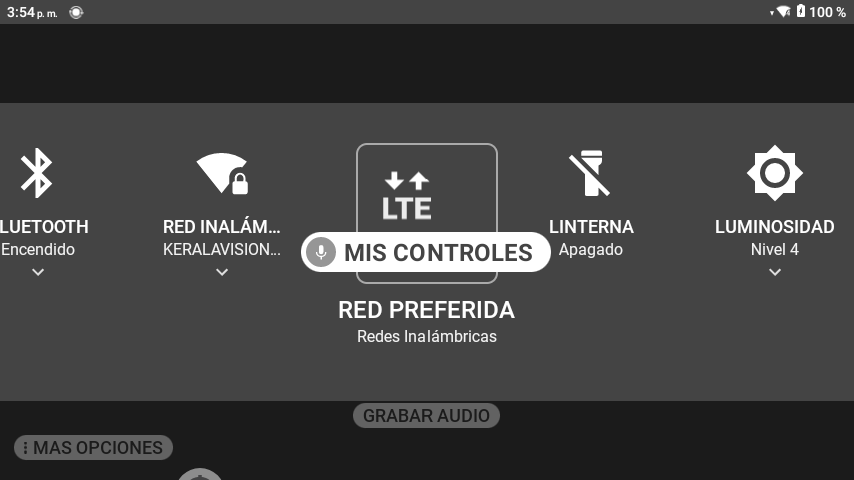 3:54 p. m.
100 %
LTE
LUETOOTH
Encendido
RED INALÁM...
KERALAVISION...
MIS CONTROLES
RED PREFERIDA
Redes Inalámbricas
LINTERNA
Apagado
LUMINOSIDAD
Nivel 4
GRABAR AUDIO
MAS OPCIONES